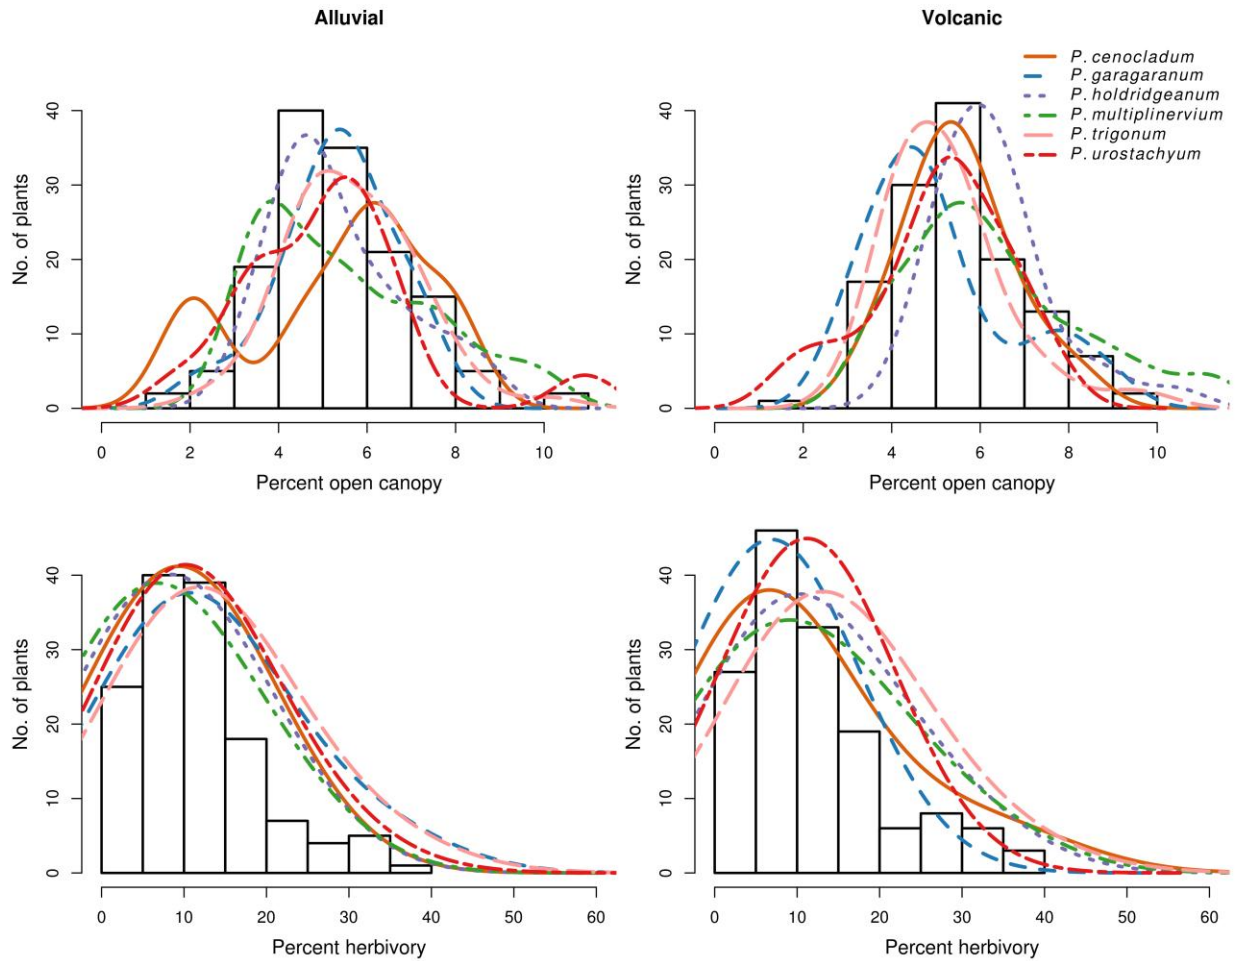 Alluvial
Volcanic
P. cenocladum
P. garagaranum
P. holdridgeanum
P. multiplinervium
P. trigonum
P. urostachyum
No. of plants
0 10 20 30 40
0 2 4 6 8 10
Percent open canopy
No. of plants
0 10 20 30 40
0 2 4 6 8 10
Percent open canopy
No. of plants
0 10 20 30 40
0 10 20 30 40 50 60
Percent herbivory
No. of plants
0 10 20 30 40
0 10 20 30 40 50 60
Percent herbivory